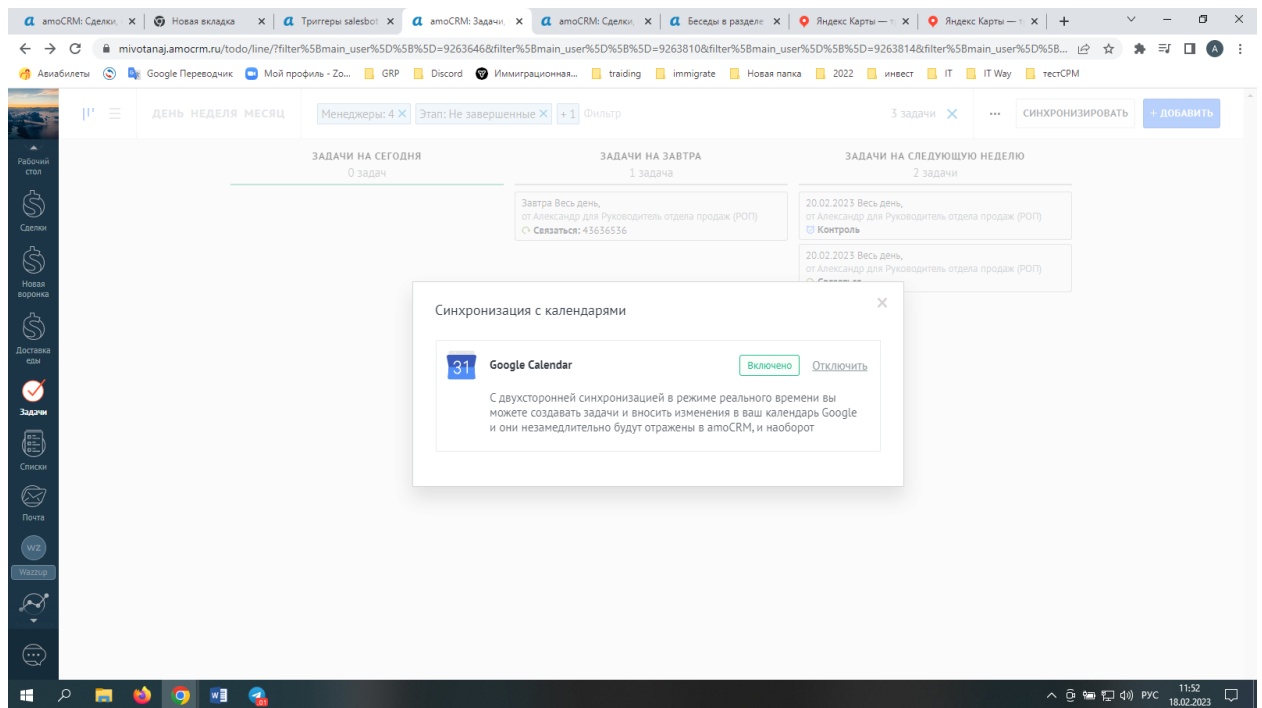 amoCRM: Сделки,
Новая вкладка
Триггеры salesbot
amoCRM: Задачи,
amoCRM: Сделки,
Беседы в разделе
Яндекс Карты — т
Яндекс Карты — т
mivotanaj.amocrm.ru/todo/line/?filter%5Bmain_user%5D%5B%5D=9263646&filter%5Bmain_user%5D%5B%5D=9263810&filter%5Bmain_user%5D%5B%5D=9263814&filter%5Bmain_user%5D%5B...
A
Авиабилеты
Google Переводчик
Мой профиль - Zo...
GRP
Discord
Иммиграционная...
traiding
immigrate
Новая папка
2022
инвест
IT
IT Way
тестCPM
ДЕНЬ НЕДЕЛЯ МЕСЯЦ
Менеджеры: 4
Этап: Не завершенные
+ 1
Фильтр
3 задачи
СИНХРОНИЗИРОВАТЬ
+ ДОБАВИТЬ
Рабочий
стол
Сделки
Новая
воронка
Доставка
еды
Задачи
Списки
Почта
WZ
Wazzup
ЗАДАЧИ НА СЕГОДНЯ
0 задач
ЗАДАЧИ НА ЗАВТРА
1 задача
Завтра Весь день,
от Александр для Руководитель отдела продаж (РОП)
Связаться: 43636536
ЗАДАЧИ НА СЛЕДУЮЩУЮ НЕДЕЛЮ
2 задачи
20.02.2023 Весь день,
от Александр для Руководитель отдела продаж (РОП)
Контроль
20.02.2023 Весь день,
от Александр для Руководитель отдела продаж (РОП)
Синхронизация с календарями
31
Google Calendar
Включено
Отключить
С двухсторонней синхронизацией в режиме реального времени вы
можете создавать задачи и вносить изменения в ваш календарь Google
и они незамедлительно будут отражены в amoCRM, и наоборот
.01
РУС
11:52
18.02.2023